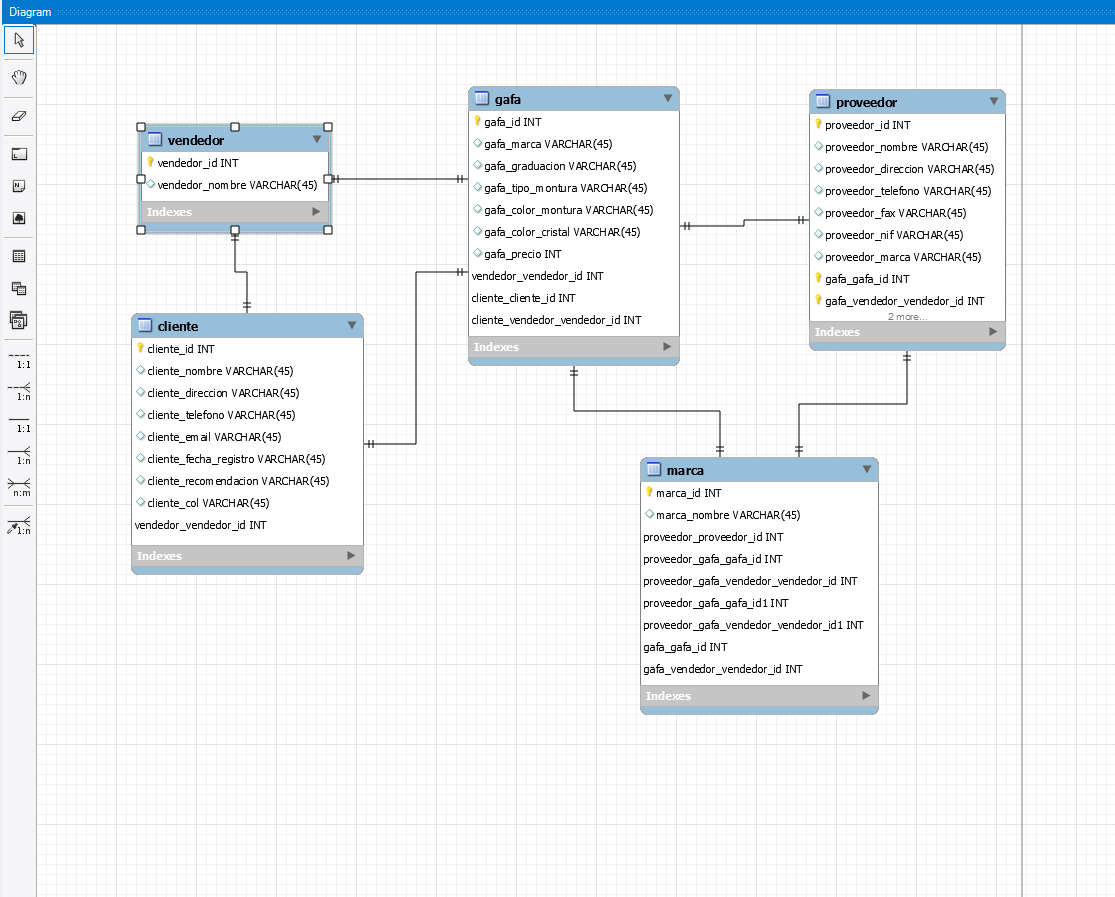 Diagram
1:1
1:n
1:1
1:n
n:m
1:n
vendedor
vendedor_id INT
vendedor_nombre VARCHAR(45)
Indexes
gafa
gafa_id INT
gafa_marca VARCHAR(45)
gafa_graduacion VARCHAR(45)
gafa_tipo_montura VARCHAR(45)
gafa_color_montura VARCHAR(45)
gafa_color_cristal VARCHAR(45)
gafa_precio INT
vendedor_vendedor_id INT
cliente_cliente_id INT
cliente_vendedor_vendedor_id INT
Indexes
proveedor
proveedor_id INT
proveedor_nombre VARCHAR(45)
proveedor_direccion VARCHAR(45)
proveedor_telefono VARCHAR(45)
proveedor_fax VARCHAR(45)
proveedor_nif VARCHAR(45)
proveedor_marca VARCHAR(45)
gafa_gafa_id INT
gafa_vendedor_vendedor_id INT
2 more...
Indexes
cliente
cliente_id INT
cliente_nombre VARCHAR(45)
cliente_direccion VARCHAR(45)
cliente_telefono VARCHAR(45)
cliente_email VARCHAR(45)
cliente_fecha_registro VARCHAR(45)
cliente_recomendacion VARCHAR(45)
cliente_col VARCHAR(45)
vendedor_vendedor_id INT
Indexes
marca
marca_id INT
marca_nombre VARCHAR(45)
proveedor_proveedor_id INT
proveedor_gafa_gafa_id INT
proveedor_gafa_vendedor_vendedor_id INT
proveedor_gafa_gafa_id1 INT
proveedor_gafa_vendedor_vendedor_id1 INT
gafa_gafa_id INT
gafa_vendedor_vendedor_id INT
Indexes